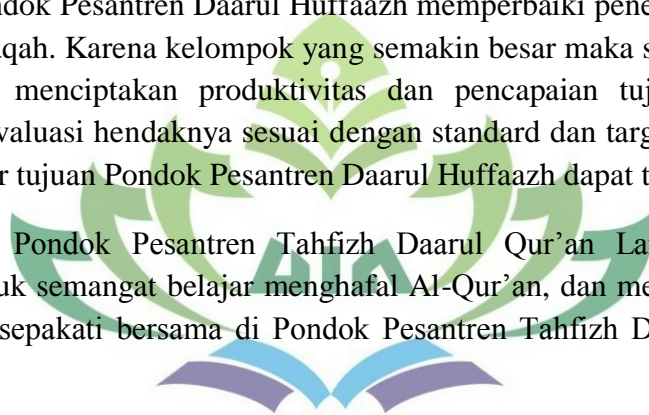 ndok Pesantren Daarul Huffaazh memperbaiki pene
aqah. Karena kelompok yang semakin besar maka s
menciptakan produktivitas dan pencapaian tuj
valuasi hendaknya sesuai dengan standard dan targ
r tujuan Pondok Pesantren Daarul Huffaazh dapat t
Pondok Pesantren Tahfizh Daarul Qur'an La
uk semangat belajar menghafal Al-Qur'an, dan me
sepakati bersama di Pondok Pesantren Tahfizh D